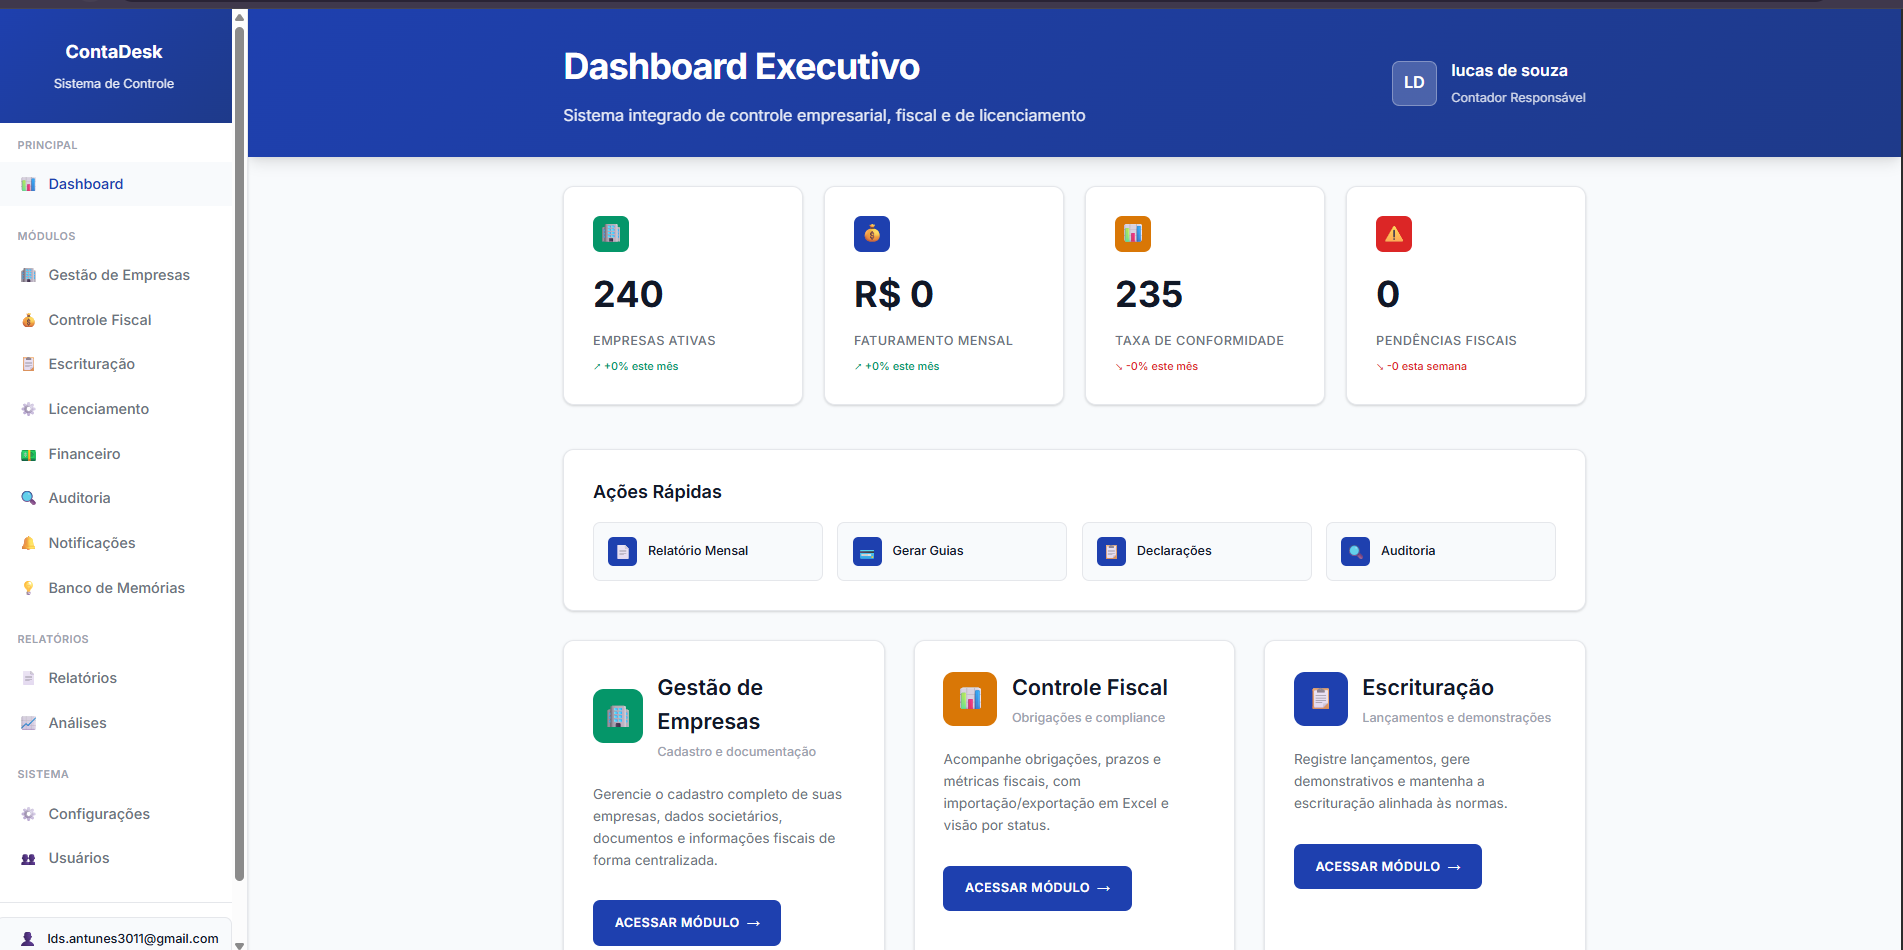 ContaDesk
Sistema de Controle
PRINCIPAL
Dashboard
MÓDULOS
Gestão de Empresas
Controle Fiscal
Escrituração
Licenciamento
Financeiro
Auditoria
Notificações
Banco de Memórias
RELATÓRIOS
Relatórios
Análises
SISTEMA
Configurações
Usuários
lds.antunes3011@gmail.com
Dashboard Executivo
Sistema integrado de controle empresarial, fiscal e de licenciamento
LD
lucas de souza
Contador Responsável
240
EMPRESAS ATIVAS
↗ +0% este mês
R$ 0
FATURAMENTO MENSAL
↗ +0% este mês
235
TAXA DE CONFORMIDADE
↘ -0% este mês
0
PENDÊNCIAS FISCAIS
↘ -0 esta semana
Ações Rápidas
Relatório Mensal
Gerar Guias
Declarações
Auditoria
Gestão de
Empresas
Cadastro e documentação
Gerencie o cadastro completo de suas
empresas, dados societários,
documentos e informações fiscais de
forma centralizada.
ACESSAR MÓDULO →
Controle Fiscal
Obrigações e compliance
Acompanhe obrigações, prazos e
métricas fiscais, com
importação/exportação em Excel e
visão por status.
ACESSAR MÓDULO →
Escrituração
Lançamentos e demonstrações
Registre lançamentos, gere
demonstrativos e mantenha a
escrituração alinhada às normas.
ACESSAR MÓDULO →